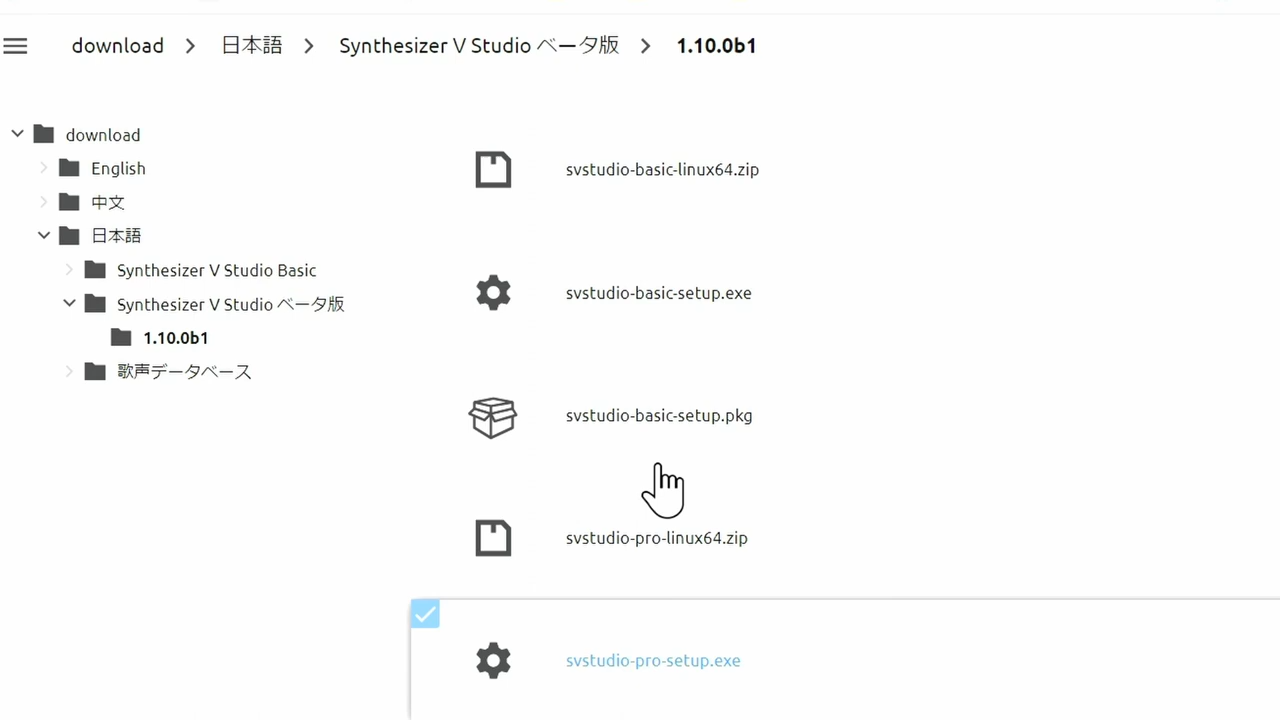 download > 日本語 > Synthesizer V Studio ベータ版 > 1.10.0b1
download
English
中文
日本語
Synthesizer V Studio Basic
Synthesizer V Studio ベータ版
1.10.0b1
歌声データベース
svstudio-basic-linux64.zip
svstudio-basic-setup.exe
svstudio-basic-setup.pkg
svstudio-pro-linux64.zip
svstudio-pro-setup.exe